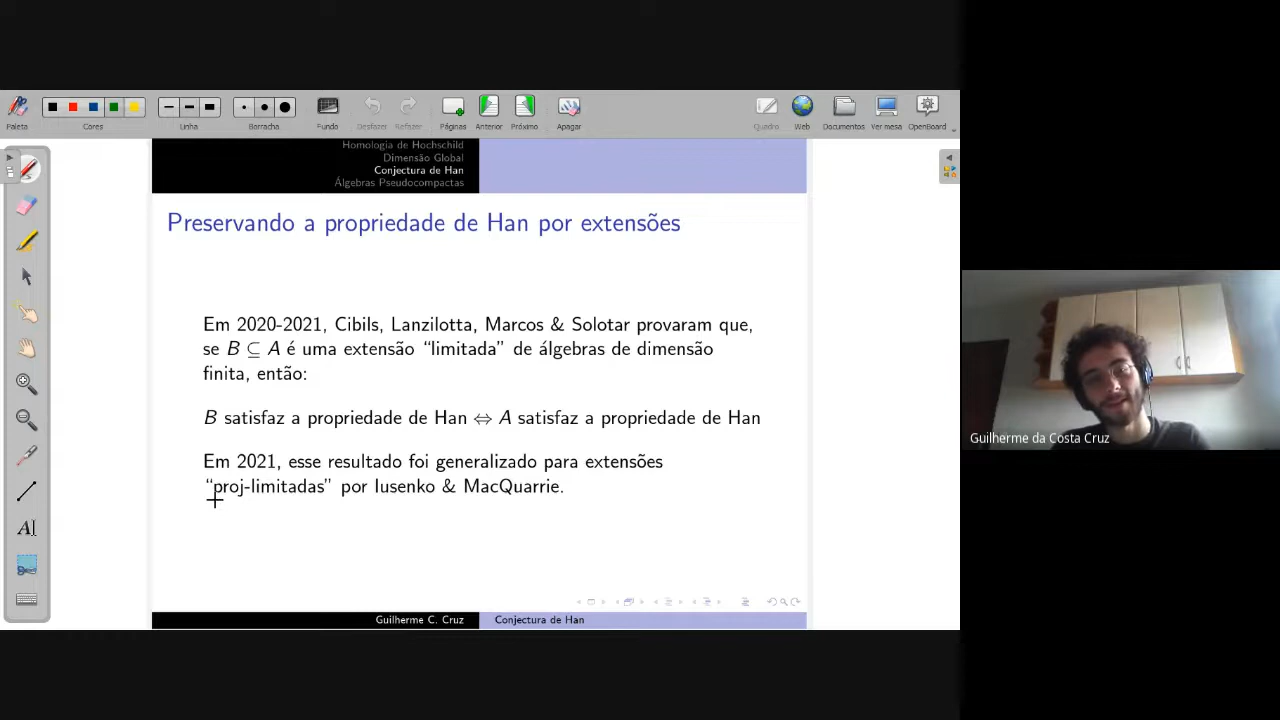 Paleta
Cores
Linha
Borracha
Fundo
Desfazer
Refazer
Páginas
Anterior
Próximo
Apagar
Quadro
Web
Documentos
Ver mesa
OpenBoard
Homologia de Hochschild
Dimensão Global
Conjectura de Han
Álgebras Pseudocompactas
Preservando a propriedade de Han por extensões
Em 2020-2021, Cibils, Lanzilotta, Marcos & Solotar provaram que,
se B ⊆ A é uma extensão “limitada” de álgebras de dimensão
finita, então:
B satisfaz a propriedade de Han ⇔ A satisfaz a propriedade de Han
Em 2021, esse resultado foi generalizado para extensões
“proj-limitadas” por Iusenko & MacQuarrie.
Guilherme C. Cruz
Conjectura de Han
Guilherme da Costa Cruz